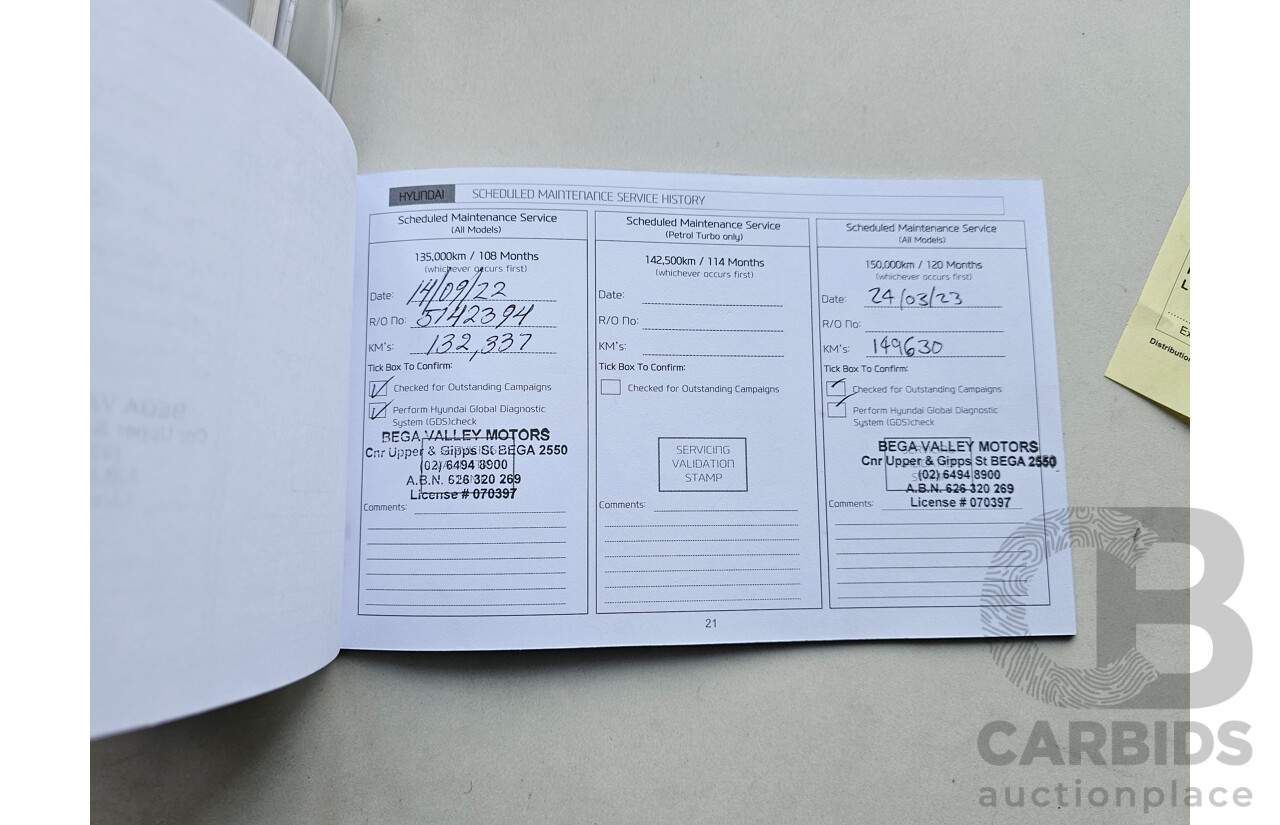 HYUNDAI SCHEDULED MAINTENANCE SERVICE HISTORY
Scheduled Maintenance Service
(All Models)
135,000km / 108 Months
(whichever occurs first)
Date: 14/09/22
R/O No: 5142394
KM's: 132,337
Tick Box To Confirm:
Checked for Outstanding Campaigns
Perform Hyundai Global Diagnostic
System (GDS)check
BEGA VALLEY MOTORS
Cnr Upper & Gipps St BEGA 2550
(02) 6494 8900
A.B.N. 626 320 269
License # 070397
Comments:
Scheduled Maintenance Service
(Petrol Turbo only)
142,500km / 114 Months
(whichever occurs first)
Date:
R/O No:
KM's:
Tick Box To Confirm:
Checked for Outstanding Campaigns
SERVICING
VALIDATION
STAMP
Comments:
Scheduled Maintenance Service
(All Models)
150,000km / 120 Months
(whichever occurs first)
Date: 24/03/23
R/O No:
KM's: 149630
Tick Box To Confirm:
Checked for Outstanding Campaigns
Perform Hyundai Global Diagnostic
System (GDS)check
BEGA VALLEY MOTORS
Cnr Upper & Gipps St BEGA 2550
(02) 6494 8900
A.B.N. 626 320 269
License # 070397
Comments:
21
Distributio
CB
CARBIDS
auctionplace